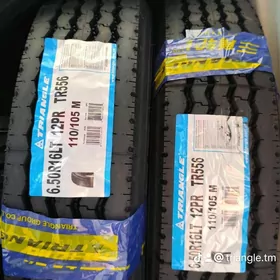 TRIANGLE
6.50R16LT 12PR TR556
110/105 M
TRIANGLE GROUP CO
TRIANGLE
6.50R16LT 12PR TR556
110/105 M
@triangle.tm